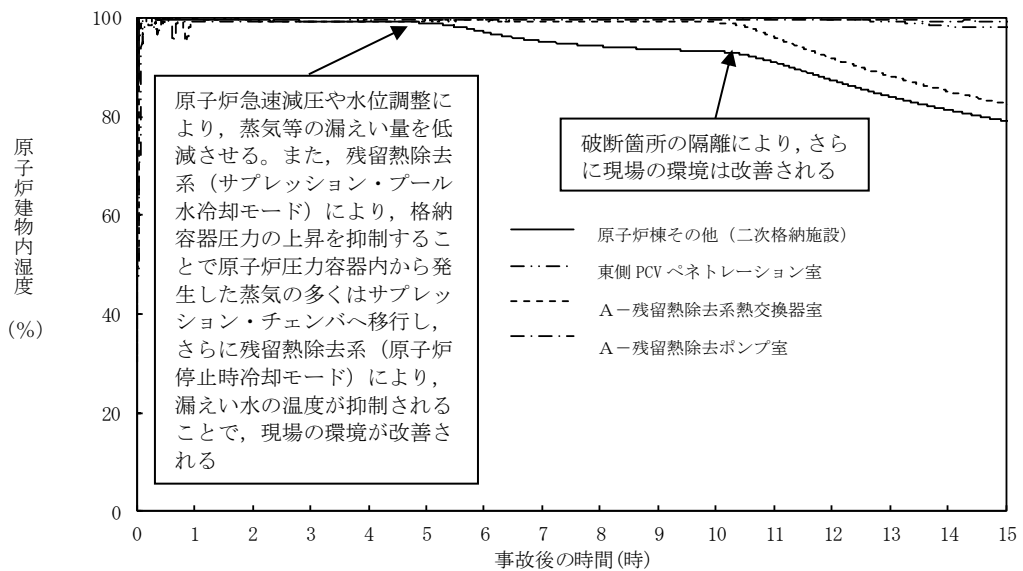 100
80
60
40
20
0
原子炉建物内湿度
(%)
原子炉急速減圧や水位調整に
より，蒸気等の漏えい量を低
減させる。また，残留熱除去
系（サプレッション・プール
水冷却モード）により，格納
容器圧力の上昇を抑制するこ
とで原子炉圧力容器内から発
生した蒸気の多くはサプレッ
ション・チェンバへ移行し，
さらに残留熱除去系（原子炉
停止時冷却モード）により，
漏えい水の温度が抑制される
ことで，現場の環境が改善さ
れる
破断箇所の隔離により，さら
に現場の環境は改善される
原子炉棟その他（二次格納施設）
東側 PCV ペネトレーション室
A－残留熱除去系熱交換器室
A－残留熱除去ポンプ室
0 1 2 3 4 5 6 7 8 9 10 11 12 13 14 15
事故後の時間(時)